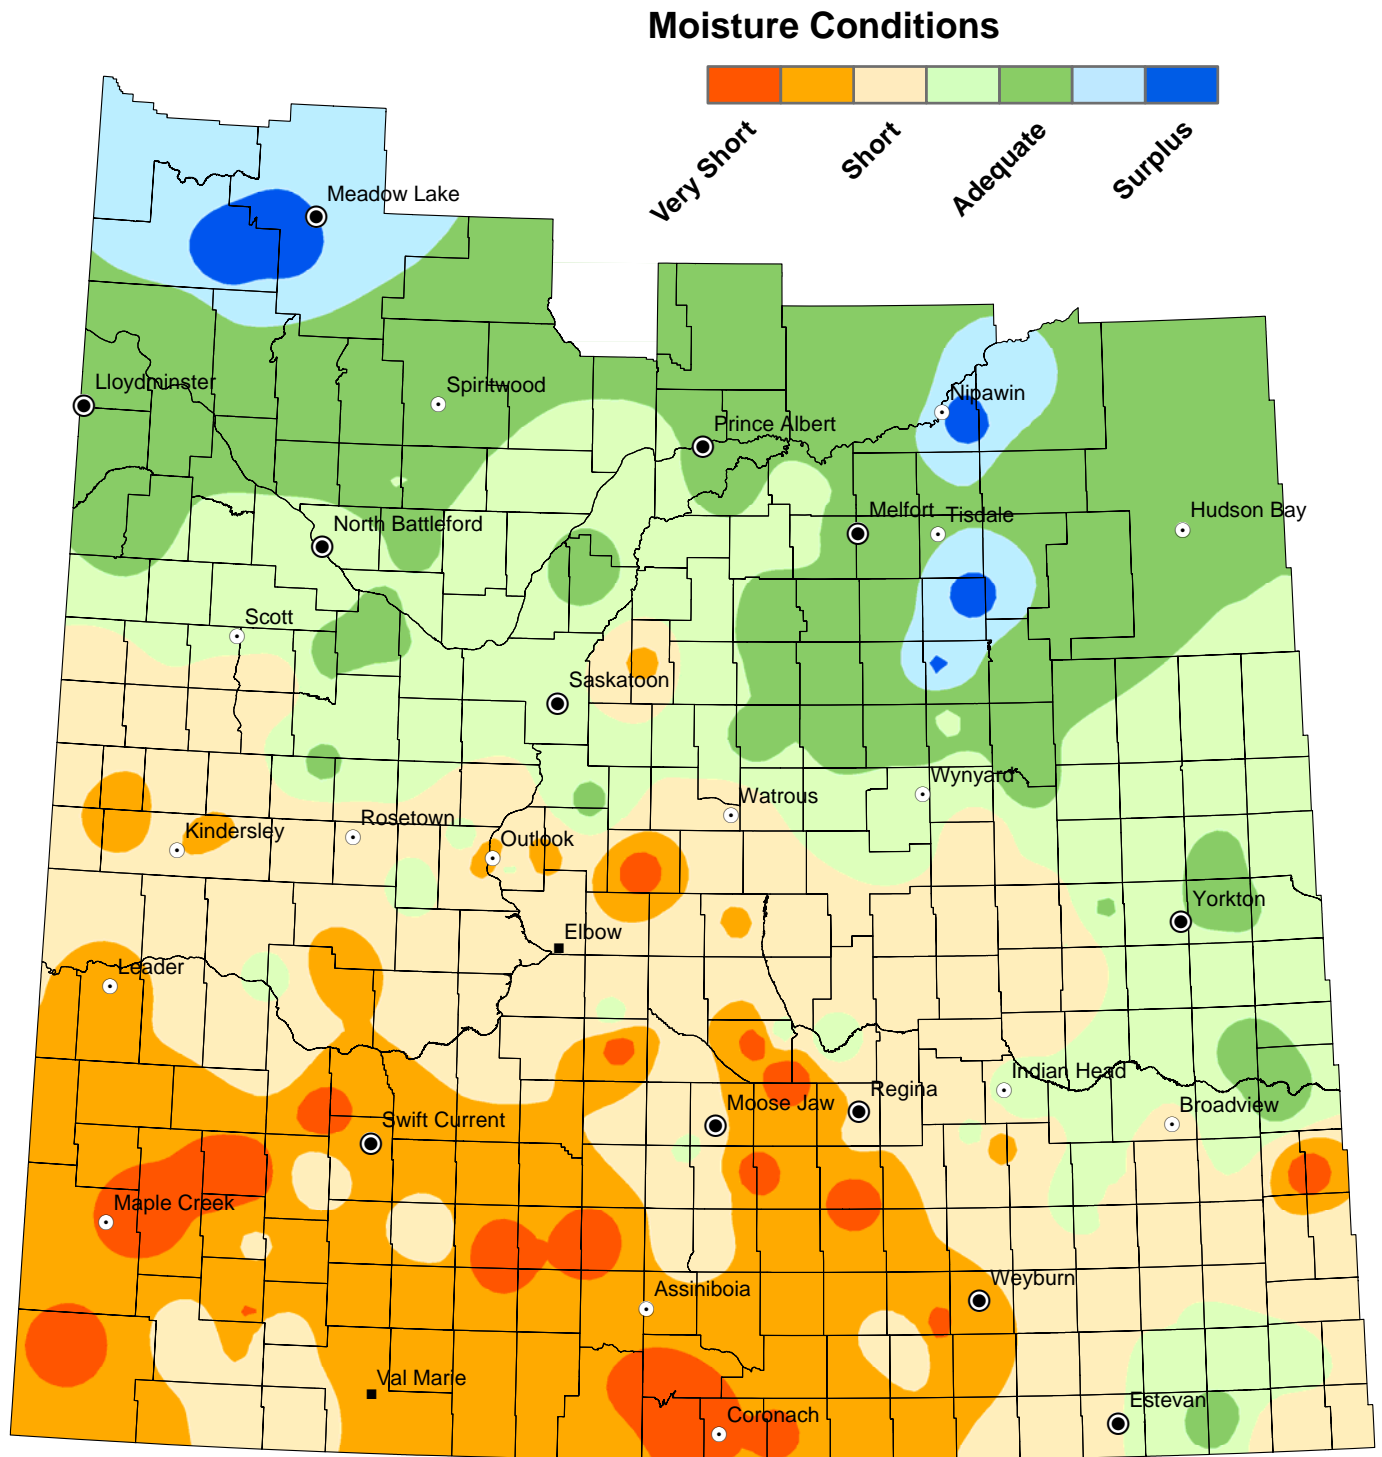 Moisture Conditions
Very Short
Short
Adequate
Surplus
Meadow Lake
Lloydminster
Spiritwood
Nipawin
Prince Albert
Melfort
Tisdale
Hudson Bay
North Battleford
Scott
Saskatoon
Wynyard
Watrous
Rosetown
Kindersley
Outlook
Yorkton
Elbow
Leader
Indian Head
Regina
Moose Jaw
Broadview
Swift Current
Maple Creek
Weyburn
Assiniboia
Val Marie
Estevan
Coronach